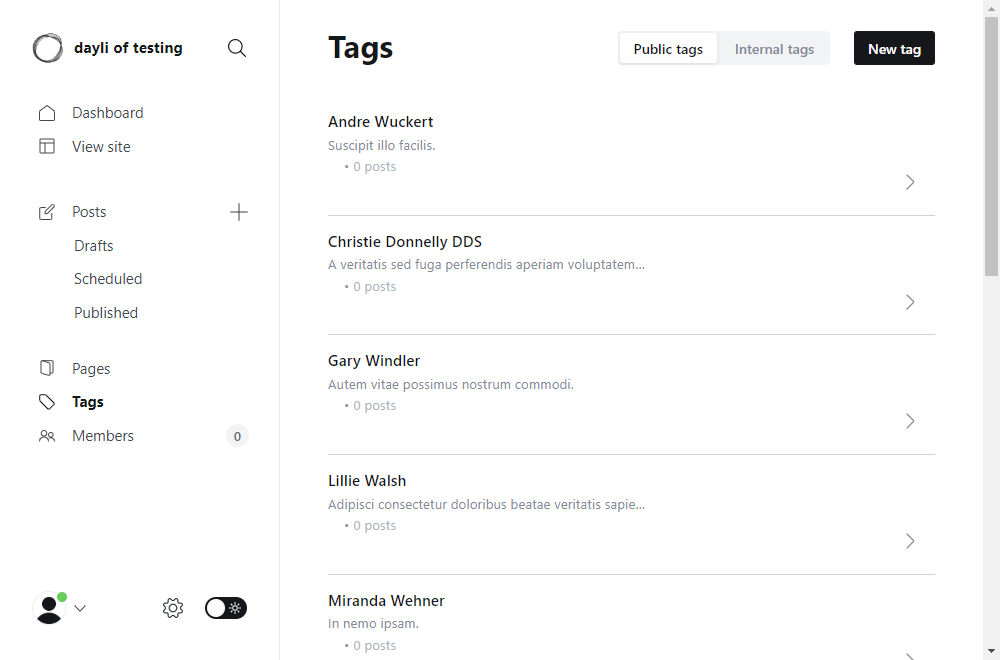 dayli of testing
Dashboard
View site
Posts
Drafts
Scheduled
Published
Pages
Tags
Members
0
Tags
Public tags
Internal tags
New tag
Andre Wuckert
Suscipit illo facilis.
• 0 posts
Christie Donnelly DDS
A veritatis sed fuga perferendis aperiam voluptatem...
• 0 posts
Gary Windler
Autem vitae possimus nostrum commodi.
• 0 posts
Lillie Walsh
Adipisci consectetur doloribus beatae veritatis sapie...
• 0 posts
Miranda Wehner
In nemo ipsam.
• 0 posts